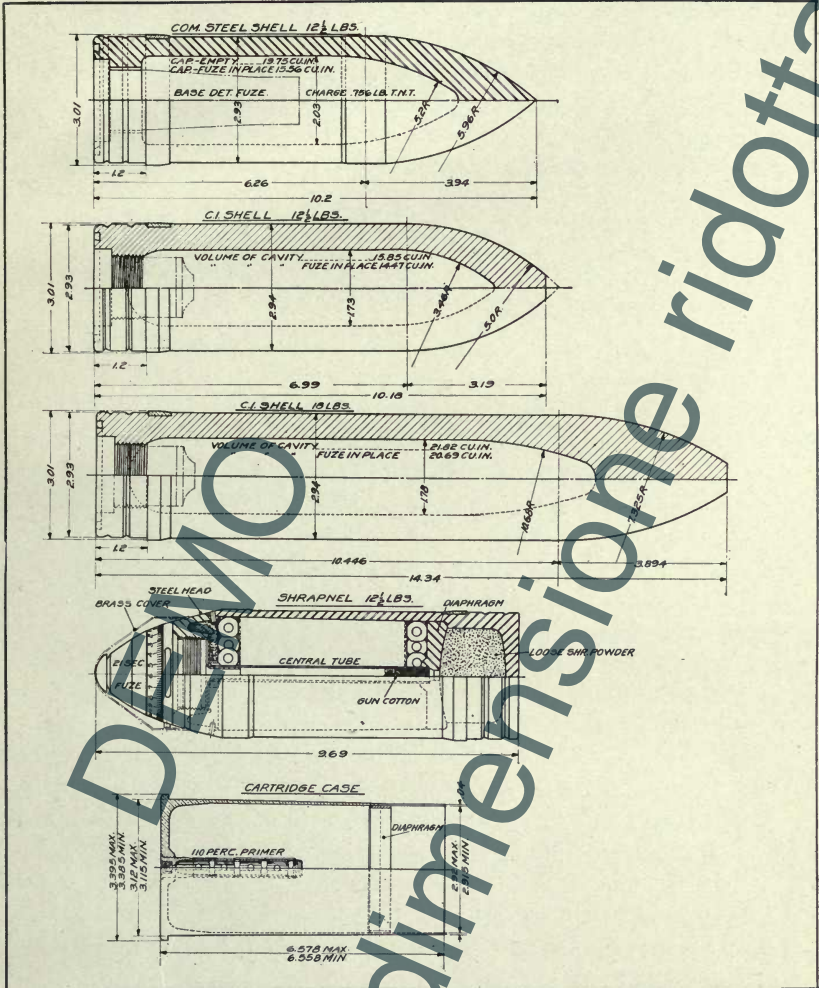 COM. STEEL SHELL 12½ LBS.
CAP-EMPTY 19.75 CU.IN.
CAP-FUZE IN PLACE 15.56 CU.IN.
BASE DET. FUZE. CHARGE .756 LB. T.N.T.
3.01
2.93
2.03
5.2R
5.96R
1.2
6.26
3.94
10.2
C.I. SHELL 12½ LBS.
VOLUME OF CAVITY 15.85 CU.IN
FUZE IN PLACE 14.47 CU.IN.
3.01
2.93
2.94
1.73
5.0R
1.2
6.99
3.19
10.18
C.I. SHELL 18 LBS.
VOLUME OF CAVITY 21.82 CU.IN.
FUZE IN PLACE 20.69 CU.IN.
3.01
2.93
2.94
1.78
10.68R
7.325R
1.2
10.446
3.894
14.34
SHRAPNEL 12½ LBS.
STEEL HEAD
BRASS COVER
DIAPHRAGM
21 SEC
FUZE
CENTRAL TUBE
LOOSE SHR. POWDER
GUN COTTON
9.69
CARTRIDGE CASE
DIAPHRAGM
110 PERC. PRIMER
3.395 MAX.
3.385 MIN.
3.12 MAX.
3.115 MIN.
.04
2.92 MAX.
6.578 MAX
6.558 MIN
DEMO
dimensione ridotta